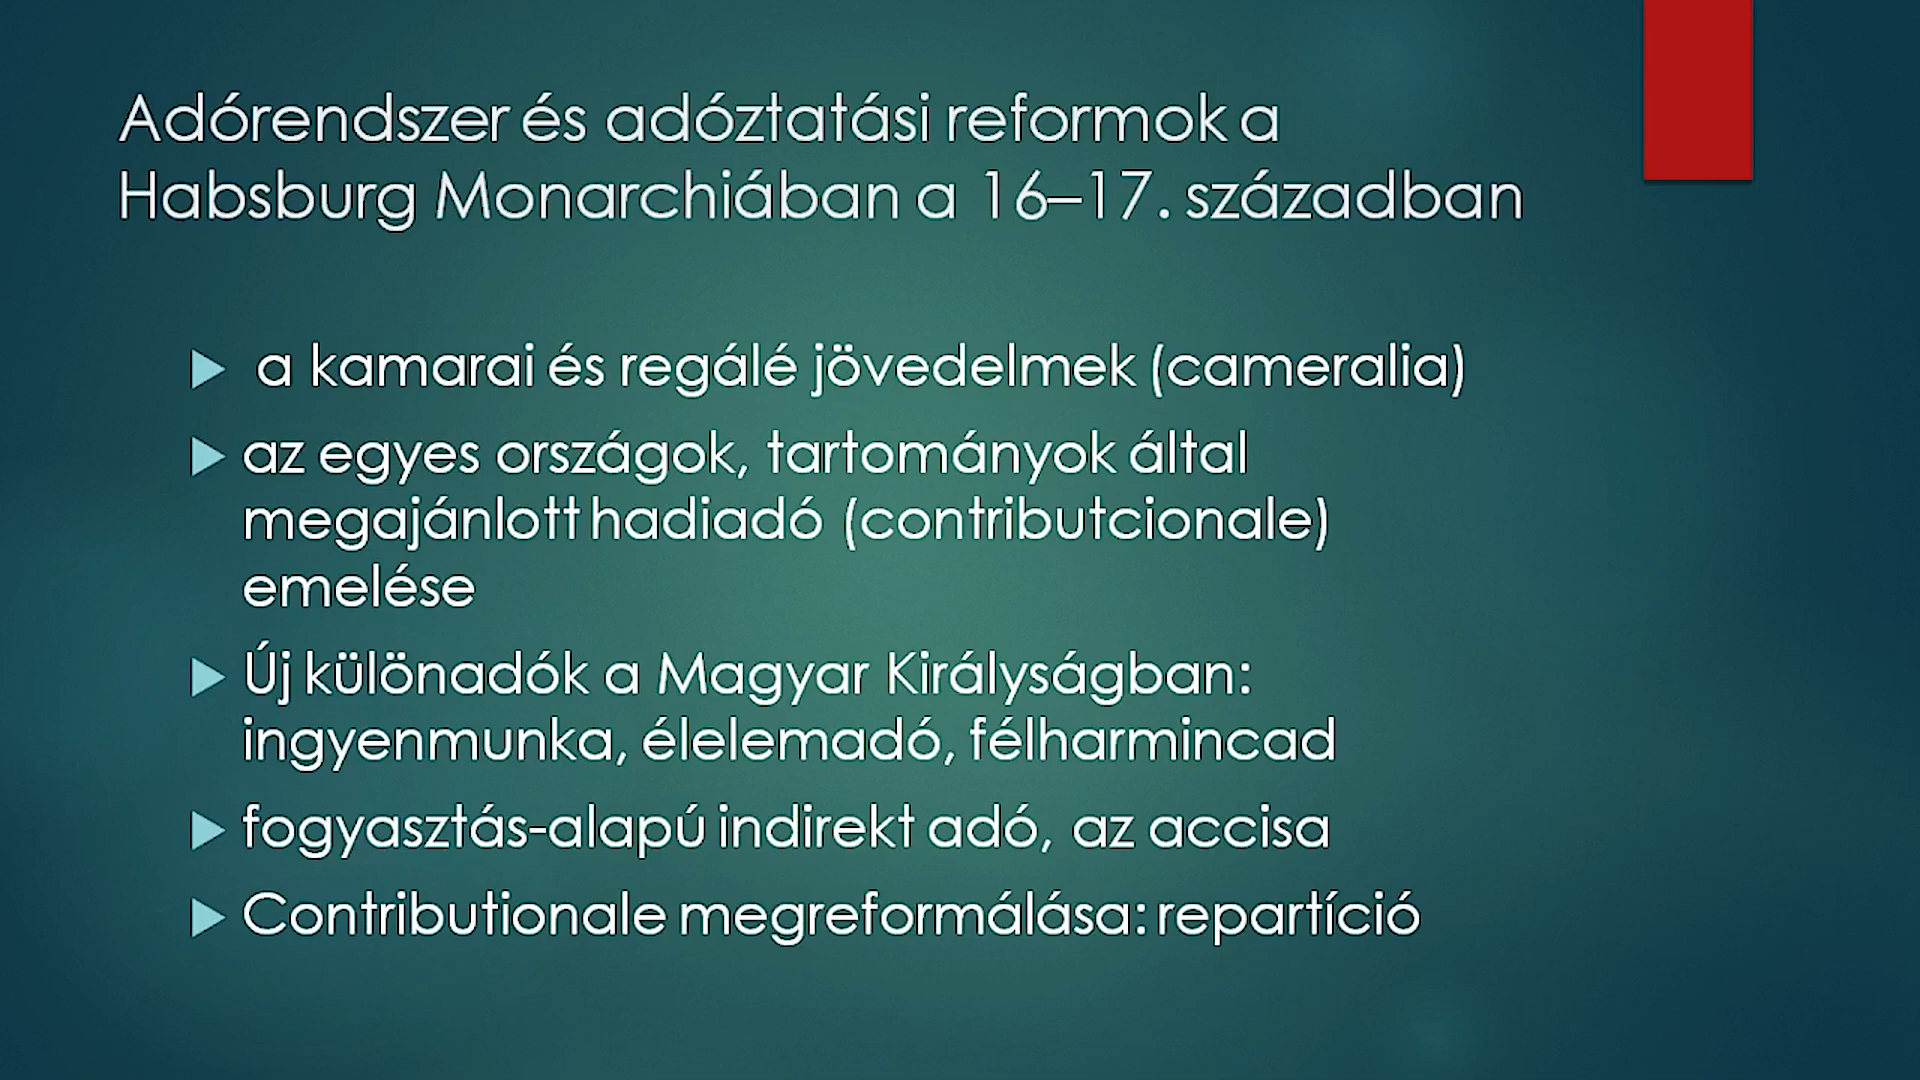 Adórendszer és adóztatási reformok a
Habsburg Monarchiában a 16–17. században
a kamarai és regálé jövedelmek (cameralia)
az egyes országok, tartományok által
megajánlott hadiadó (contributcionale)
emelése
Új különadók a Magyar Királyságban:
ingyenmunka, élelemadó, félharmincad
fogyasztás-alapú indirekt adó, az accisa
Contributionale megreformálása: repartíció